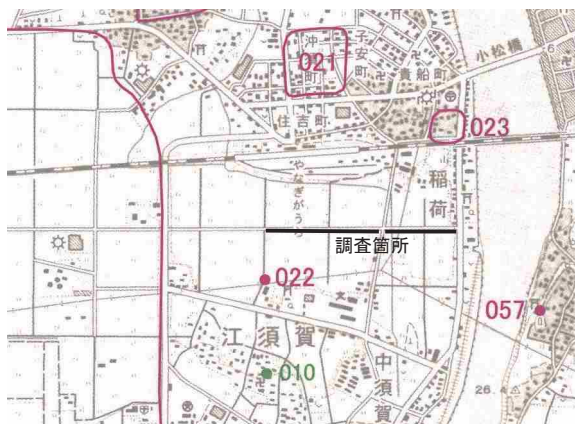 沖町
021
子安町
貴船町
小松橋
6
住吉町
023
やなぎがうら
稲荷
調査箇所
022
057
江須賀
010
中須賀
26.4